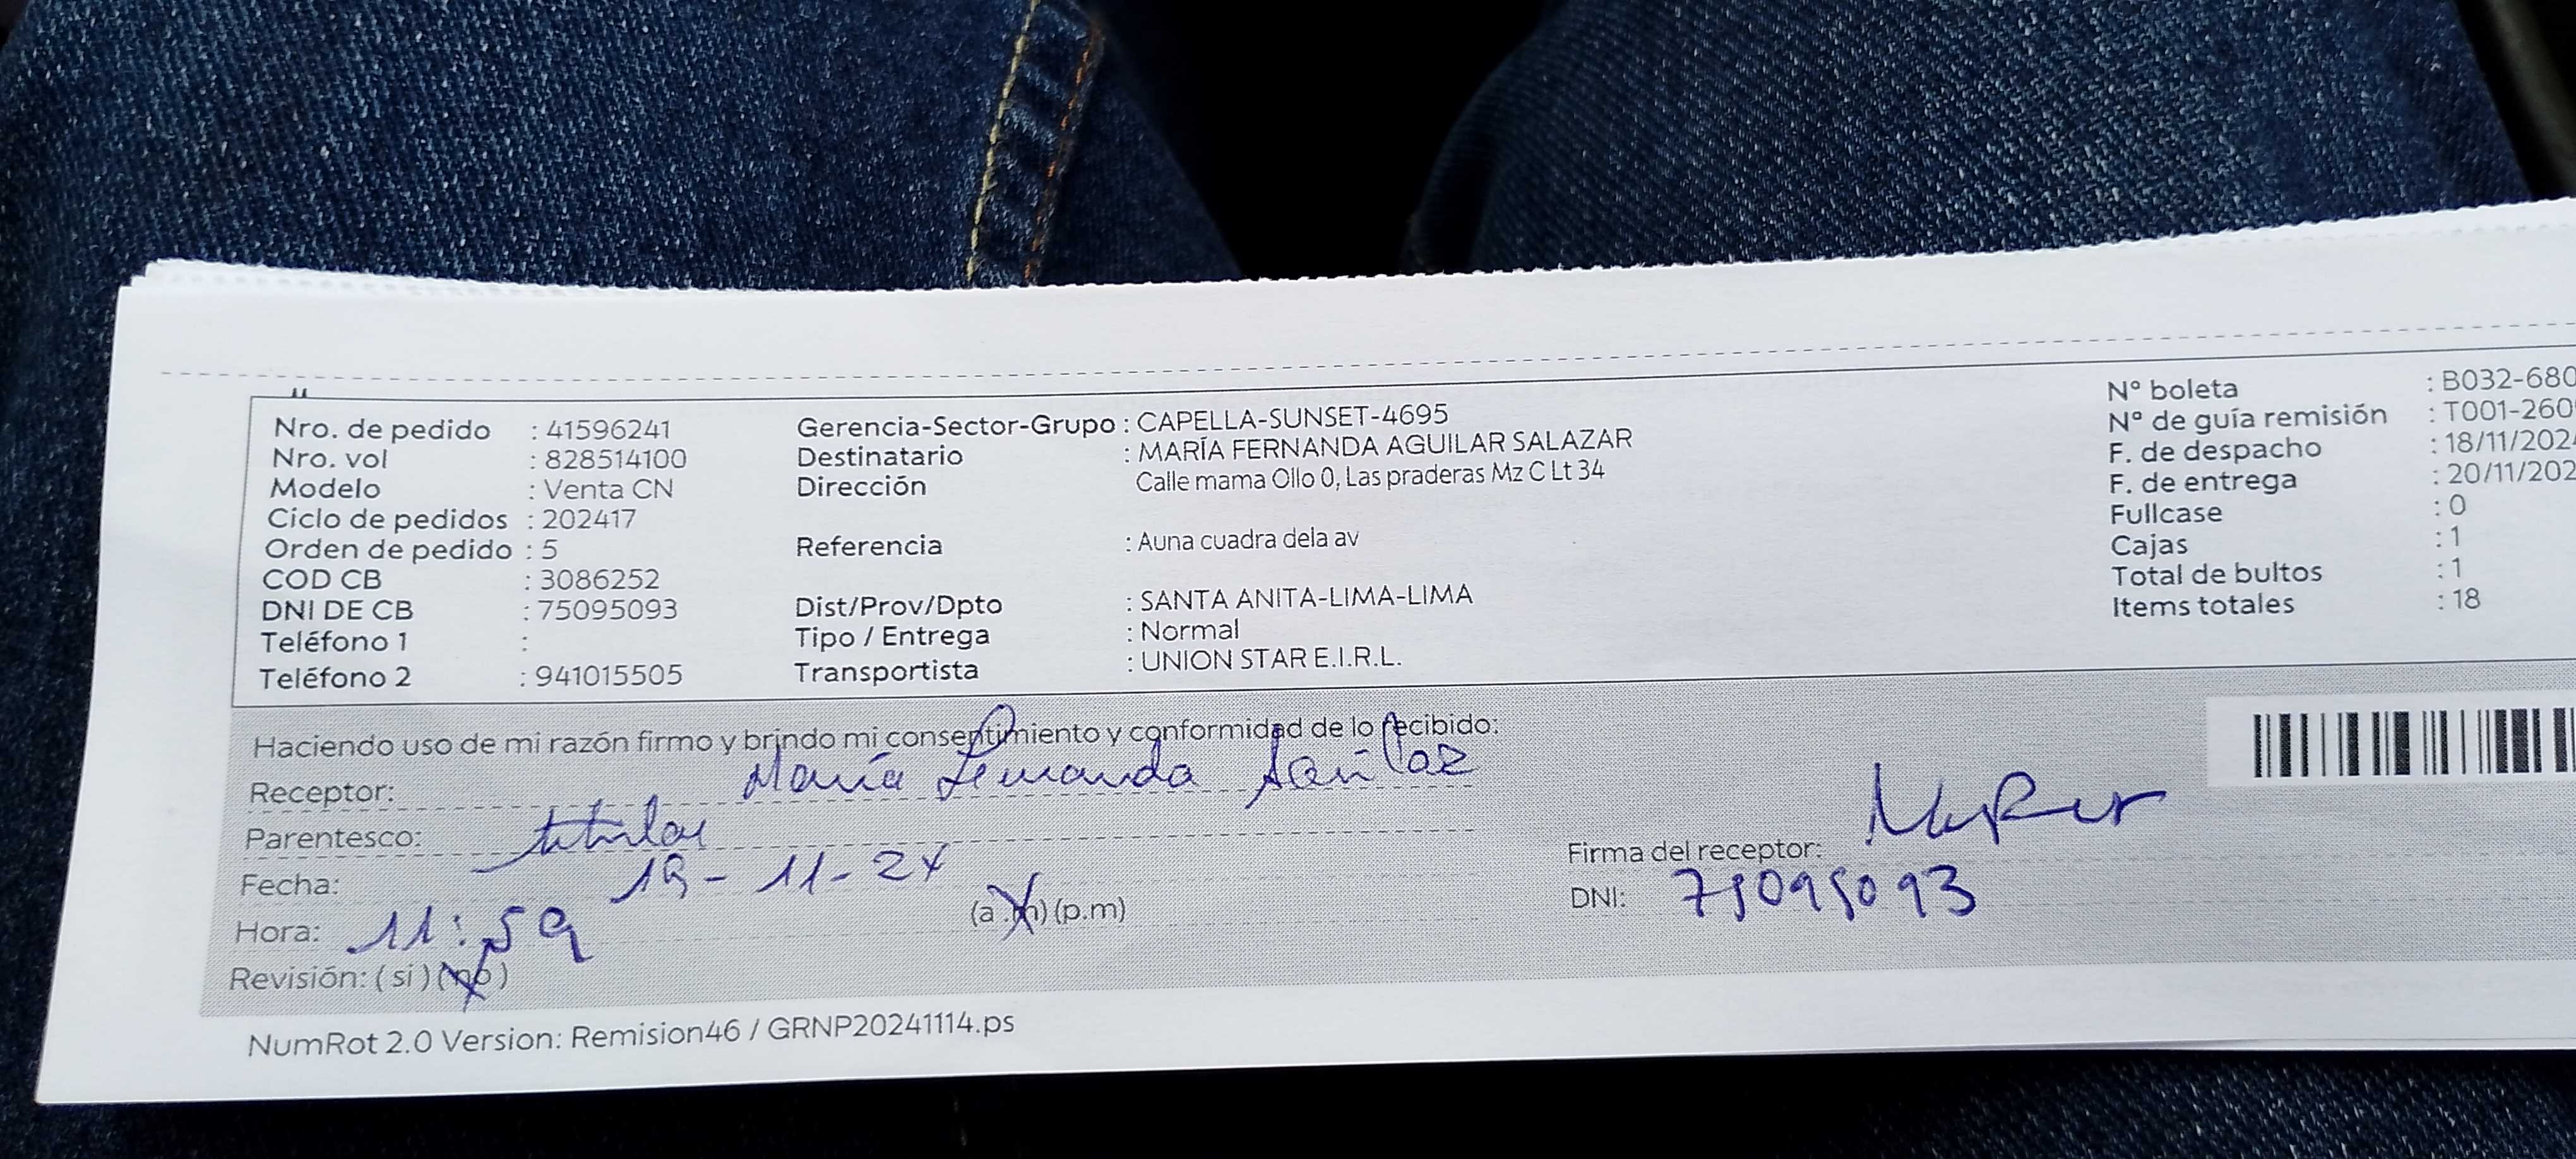 Nro. de pedido : 41596241
Nro. vol : 828514100
Modelo : Venta CN
Ciclo de pedidos : 202417
Orden de pedido : 5
COD CB : 3086252
DNI DE CB : 75095093
Teléfono 1 :
Teléfono 2 : 941015505
Gerencia-Sector-Grupo : CAPELLA-SUNSET-4695
Destinatario : MARÍA FERNANDA AGUILAR SALAZAR
Dirección Calle mama Ollo 0, Las praderas Mz C Lt 34
Referencia : Auna cuadra dela av
Dist/Prov/Dpto : SANTA ANITA-LIMA-LIMA
Tipo / Entrega : Normal
Transportista : UNION STAR E.I.R.L.
N° boleta : B032-680
N° de guía remisión : T001-260
F. de despacho : 18/11/202
F. de entrega : 20/11/202
Fullcase : 0
Cajas : 1
Total de bultos : 1
Items totales : 18
Haciendo uso de mi razón firmo y brindo mi consentimiento y conformidad de lo recibido:
Receptor: María Fernanda
Parentesco: titular
Fecha: 19-11-24
Hora: 11:59 (a.m) (p.m)
Revisión: (si) (no)
Firma del receptor:
DNI: 75095093
NumRot 2.0 Version: Remision46 / GRNP20241114.ps